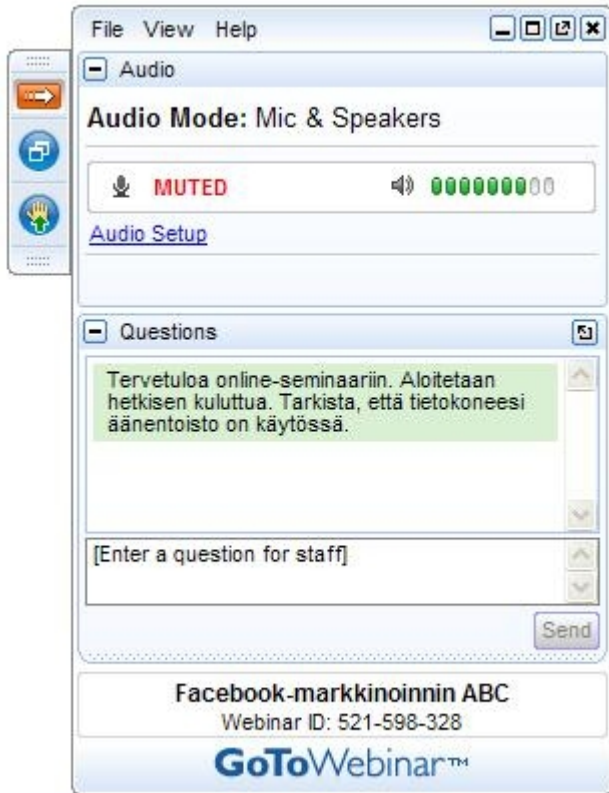 File View Help
Audio
Audio Mode: Mic & Speakers
MUTED
Audio Setup
Questions
Tervetuloa online-seminaariin. Aloitetaan
hetkisen kuluttua. Tarkista, että tietokoneesi
äänentoisto on käytössä.
[Enter a question for staff]
Send
Facebook-markkinoinnin ABC
Webinar ID: 521-598-328
GoToWebinar™